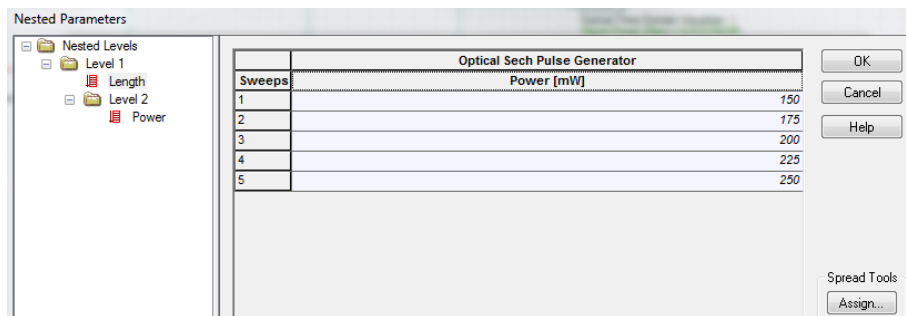 Nested Parameters
Nested Levels
Level 1
Length
Level 2
Power
Optical Sech Pulse Generator
Sweeps Power [mW]
1 150
2 175
3 200
4 225
5 250
OK
Cancel
Help
Spread Tools
Assign...